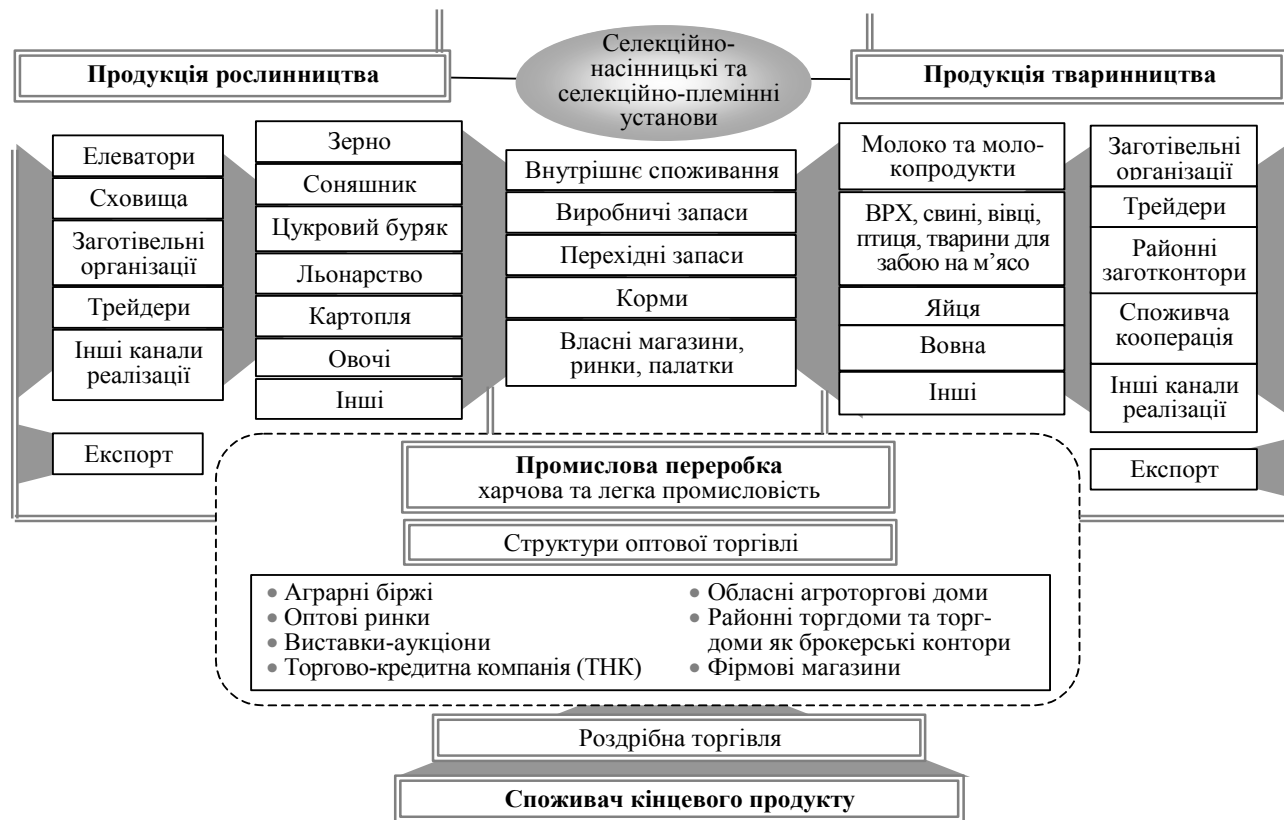 Продукція рослинництва
Селекційно-
насінницькі та
селекційно-племінні
установи
Продукція тваринництва
Елеватори
Сховища
Заготівельні
організації
Трейдери
Інші канали
реалізації
Експорт
Зерно
Соняшник
Цукровий буряк
Льонарство
Картопля
Овочі
Інші
Внутрішнє споживання
Виробничі запаси
Перехідні запаси
Корми
Власні магазини,
ринки, палатки
Молоко та моло-
копродукти
ВРХ, свині, вівці,
птиця, тварини для
забою на м’ясо
Яйця
Вовна
Інші
Заготівельні
організації
Трейдери
Районні
заготконтори
Споживча
кооперація
Інші канали
реалізації
Експорт
Промислова переробка
харчова та легка промисловість
Структури оптової торгівлі
• Аграрні біржі
• Оптові ринки
• Виставки-аукціони
• Торгово-кредитна компанія (ТНК)
• Обласні агроторгові доми
• Районні торгдоми та торг-
доми як брокерські контори
• Фірмові магазини
Роздрібна торгівля
Споживач кінцевого продукту